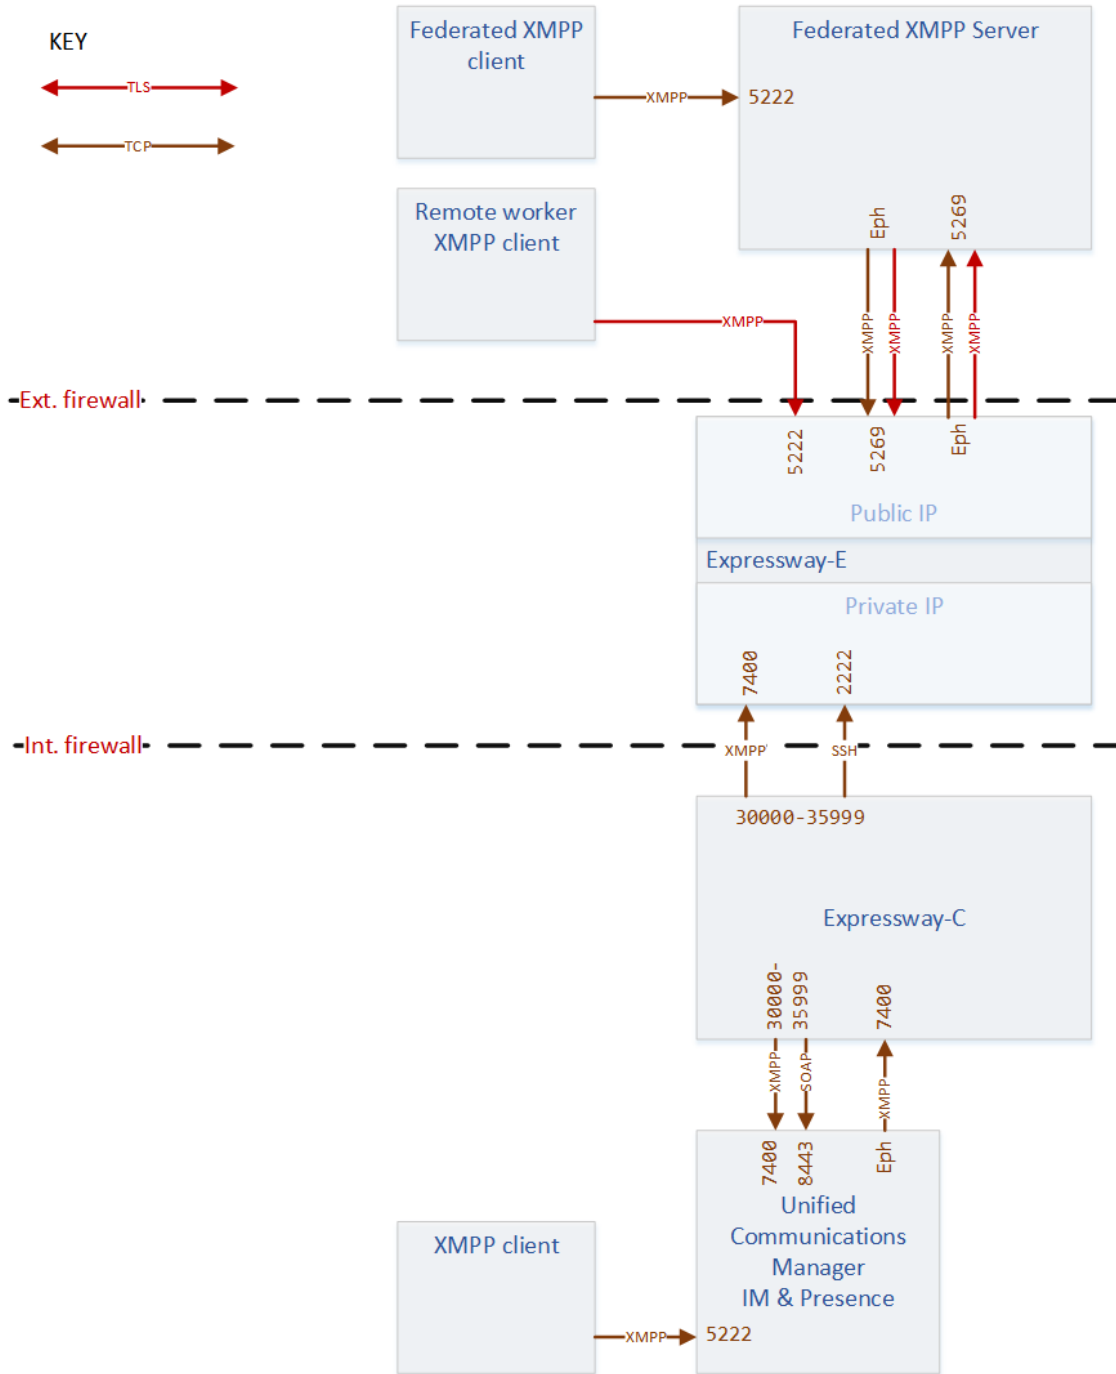 KEY
TLS
TCP
Federated XMPP
client
XMPP
Federated XMPP Server
5222
Eph
5269
Remote worker
XMPP client
XMPP
XMPP
XMPP
XMPP
XMPP
Ext. firewall
5222
5269
Eph
Public IP
Expressway-E
Private IP
7400
2222
Int. firewall
XMPP
SSH
30000-35999
Expressway-C
30000-
35999
7400
XMPP
SOAP
XMPP
7400
8443
Eph
Unified
Communications
Manager
IM & Presence
XMPP client
XMPP
5222